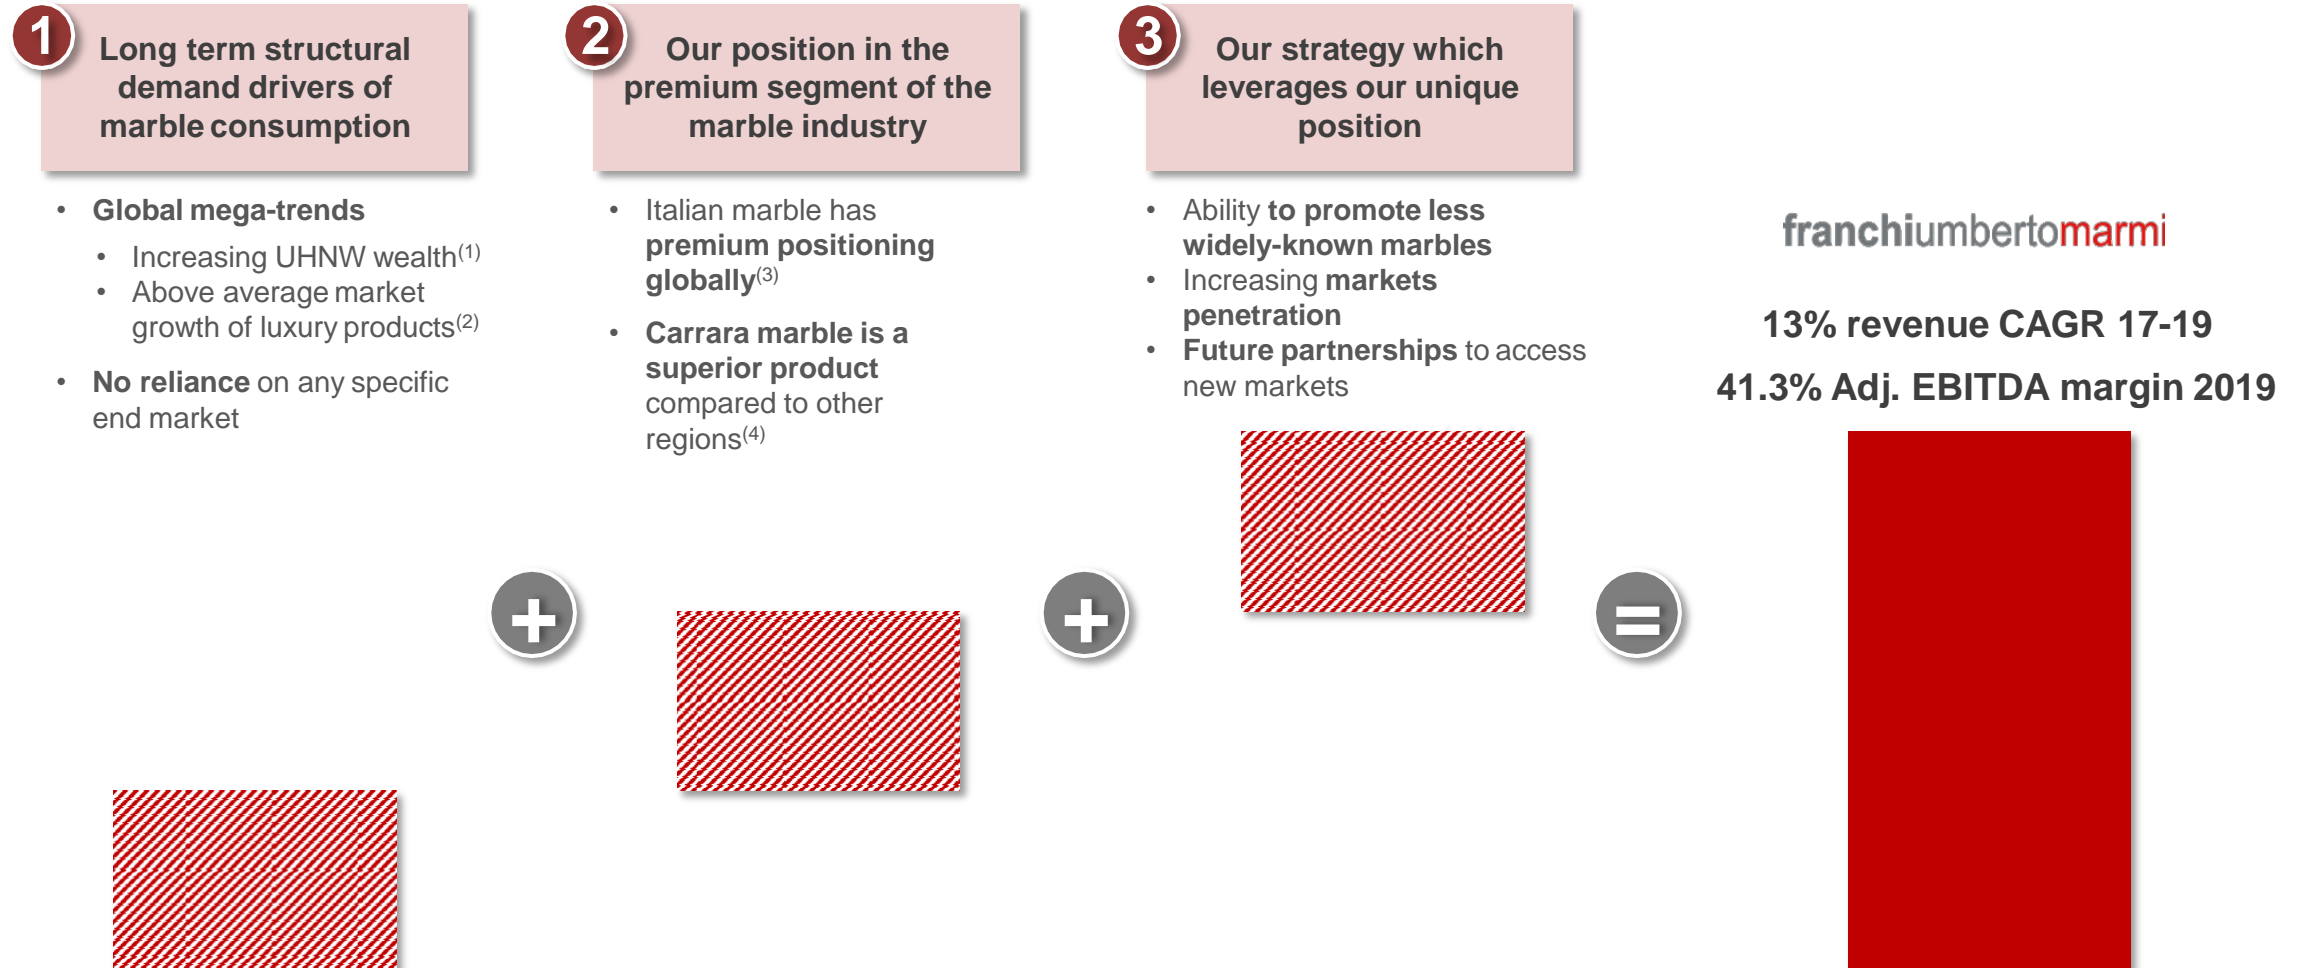 1
Long term structural
demand drivers of
marble consumption
• Global mega-trends
• Increasing UHNW wealth(1)
• Above average market
growth of luxury products(2)
• No reliance on any specific
end market
+
2
Our position in the
premium segment of the
marble industry
• Italian marble has
premium positioning
globally(3)
• Carrara marble is a
superior product
compared to other
regions(4)
+
3
Our strategy which
leverages our unique
position
• Ability to promote less
widely-known marbles
• Increasing markets
penetration
• Future partnerships to access
new markets
=
franchiumbertomarmi
13% revenue CAGR 17-19
41.3% Adj. EBITDA margin 2019